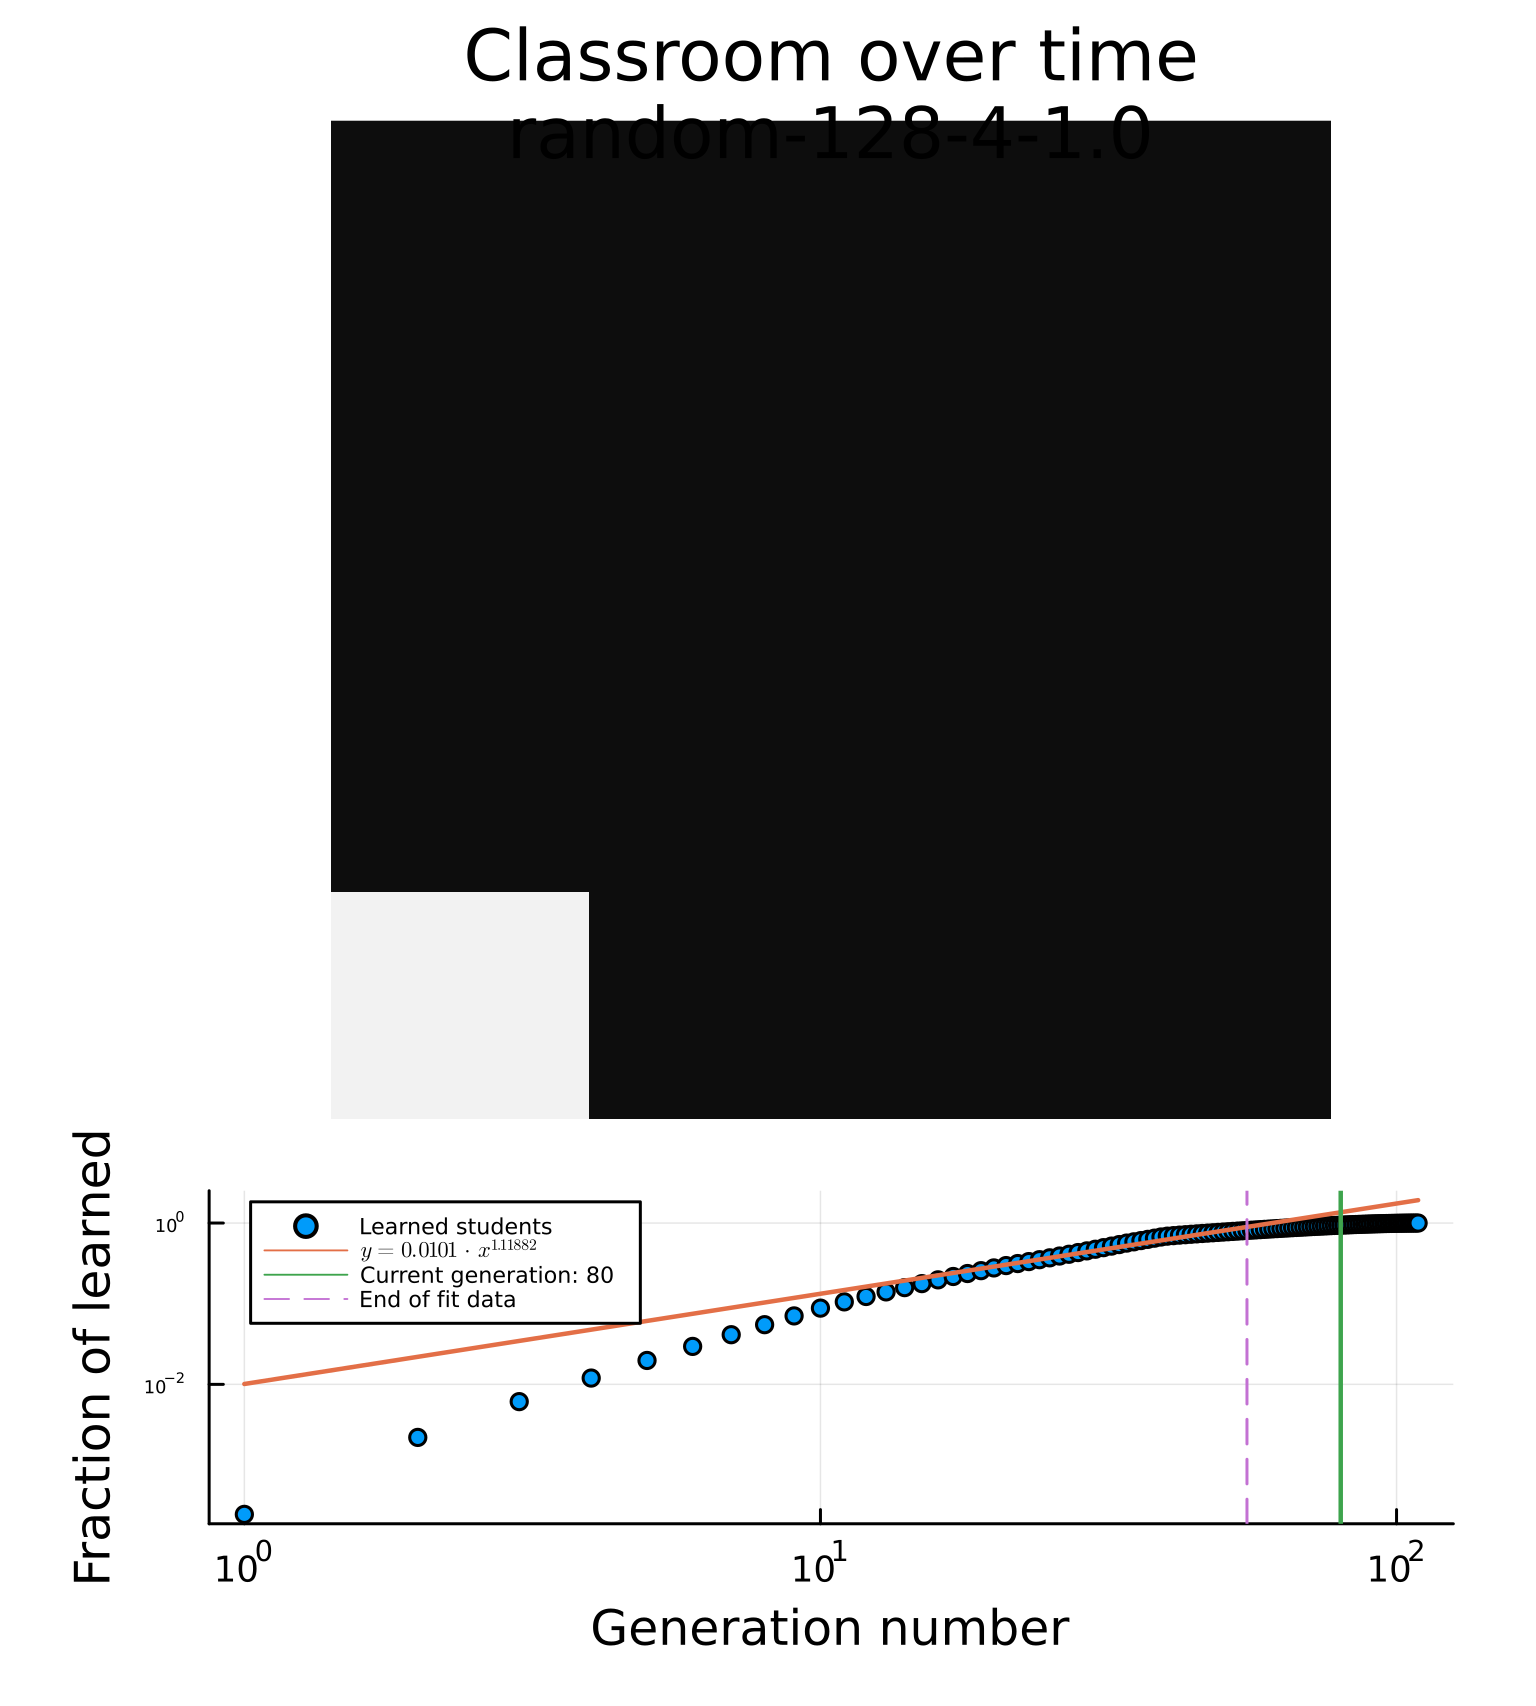 Classroom over time
random-128-4-1.0
Fraction of learned
10^0
10^-2
Learned students
y = 0.0101 · x^1.11882
Current generation: 80
End of fit data
10^0
10^1
10^2
Generation number